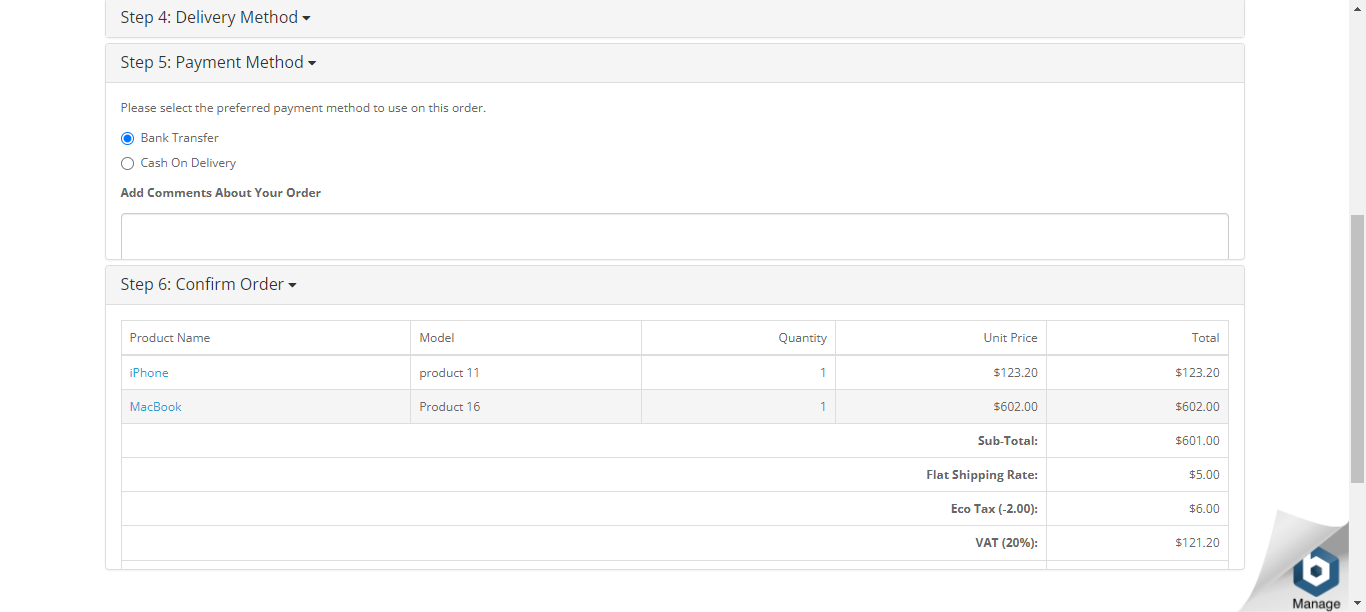 Step 4: Delivery Method
Step 5: Payment Method
Please select the preferred payment method to use on this order.
Bank Transfer
Cash On Delivery
Add Comments About Your Order
Step 6: Confirm Order
Product Name Model Quantity Unit Price Total
iPhone product 11 1 $123.20 $123.20
MacBook Product 16 1 $602.00 $602.00
Sub-Total: $601.00
Flat Shipping Rate: $5.00
Eco Tax (-2.00): $6.00
VAT (20%): $121.20
Manage